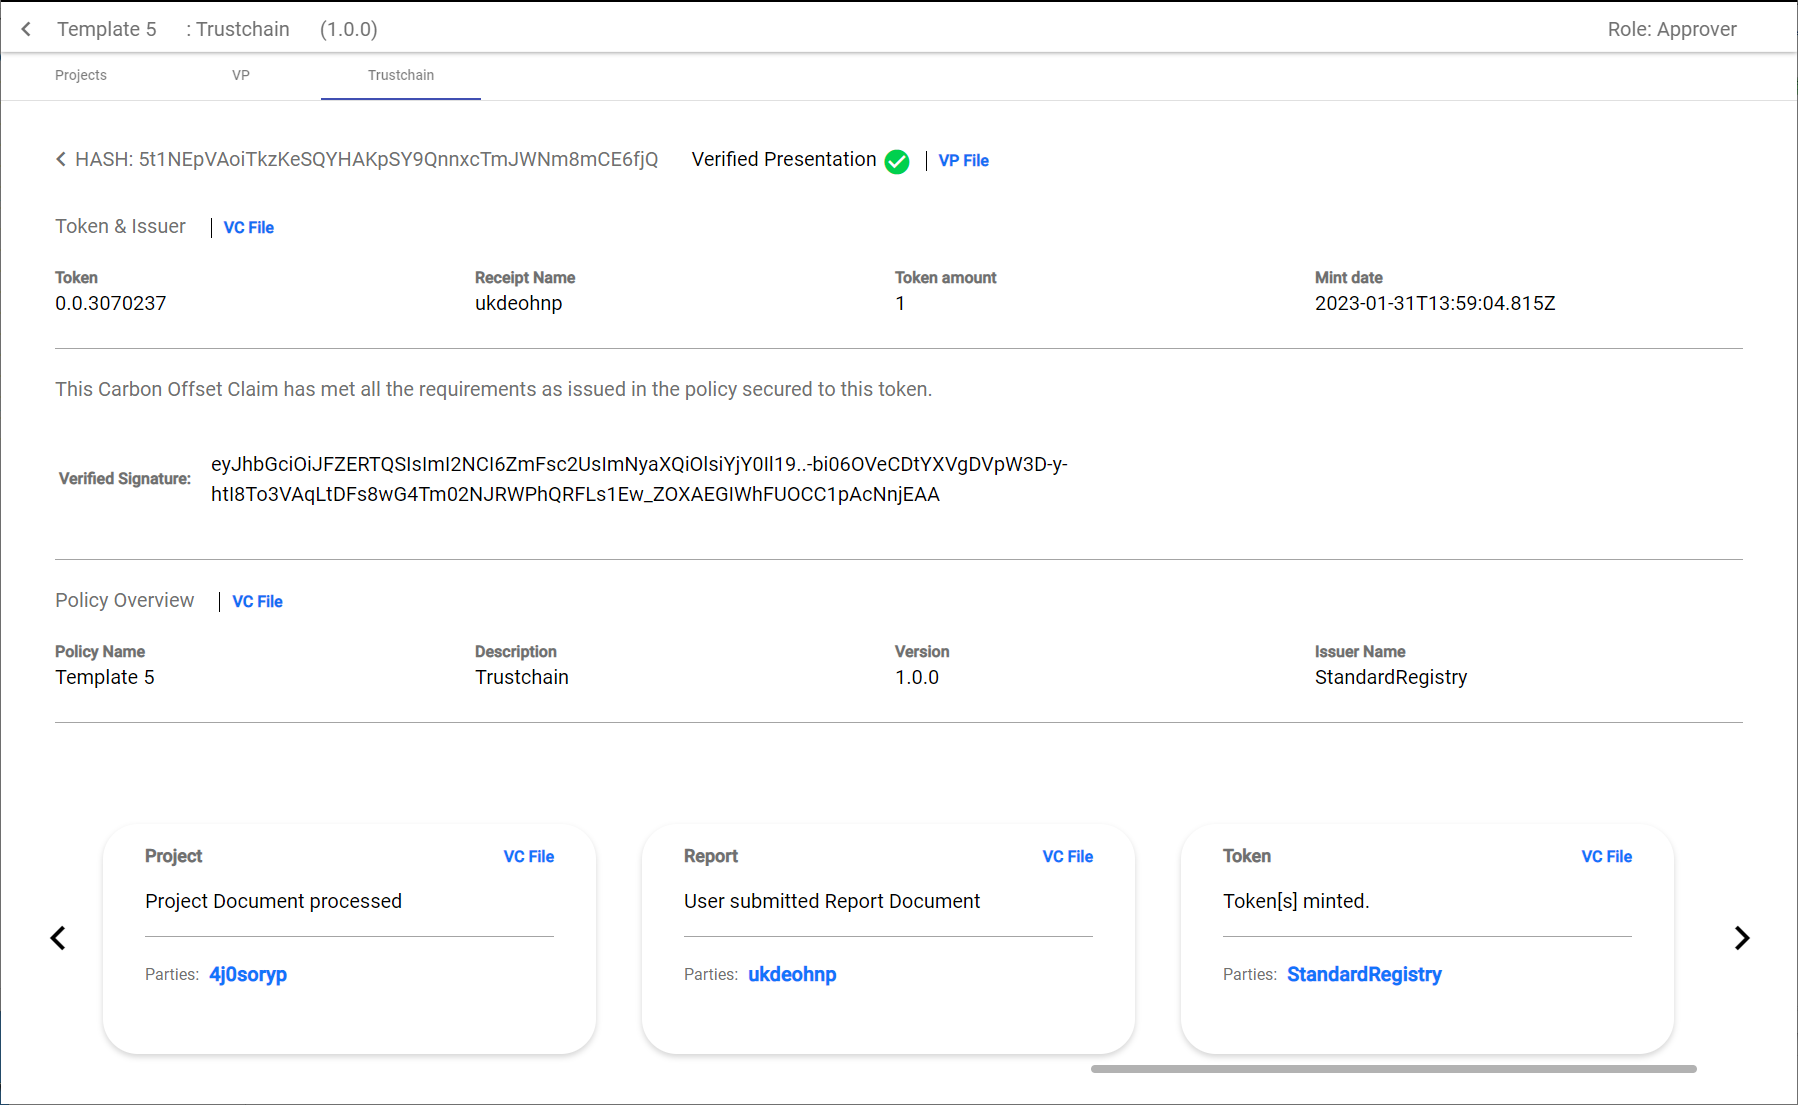 Template 5 : Trustchain (1.0.0) Role: Approver
Projects VP Trustchain
HASH: 5t1NEpVAoiTkzKeSQYHAKpSY9QnnxcTmJWNm8mCE6fjQ Verified Presentation VP File
Token & Issuer VC File
Token Receipt Name Token amount Mint date
0.0.3070237 ukdeohnp 1 2023-01-31T13:59:04.815Z
This Carbon Offset Claim has met all the requirements as issued in the policy secured to this token.
Verified Signature:
eyJhbGciOiJFZERTQSIsImI2NCI6ZmFsc2UsImNyaXQiOlsiYjY0Il19..-bi06OVeCDtYXVgDVpW3D-y-
htI8To3VAqLtDFs8wG4Tm02NJRWPhQRFLs1Ew_ZOXAEGIWhFUOCC1pAcNnjEAA
Policy Overview VC File
Policy Name Description Version Issuer Name
Template 5 Trustchain 1.0.0 StandardRegistry
Project VC File
Project Document processed
Parties: 4j0soryp
Report VC File
User submitted Report Document
Parties: ukdeohnp
Token VC File
Token[s] minted.
Parties: StandardRegistry